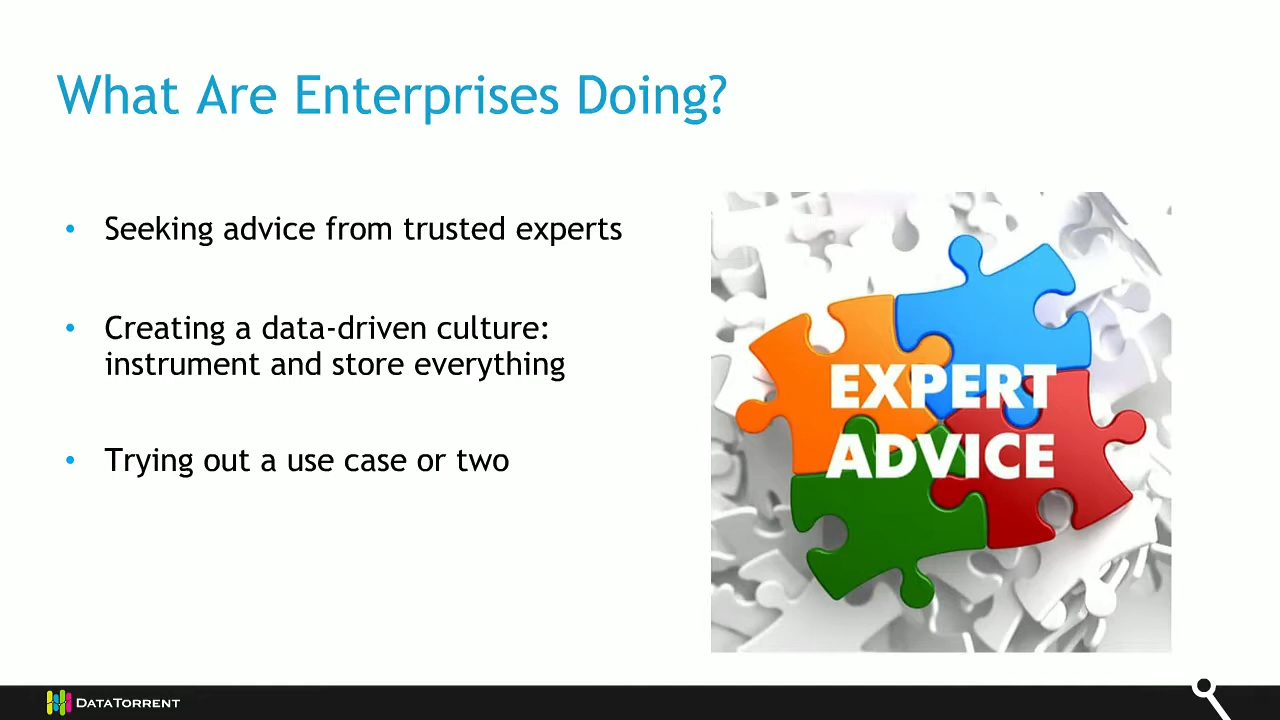 What Are Enterprises Doing?
• Seeking advice from trusted experts
• Creating a data-driven culture:
instrument and store everything
• Trying out a use case or two
EXPERT
ADVICE
DATATORRENT